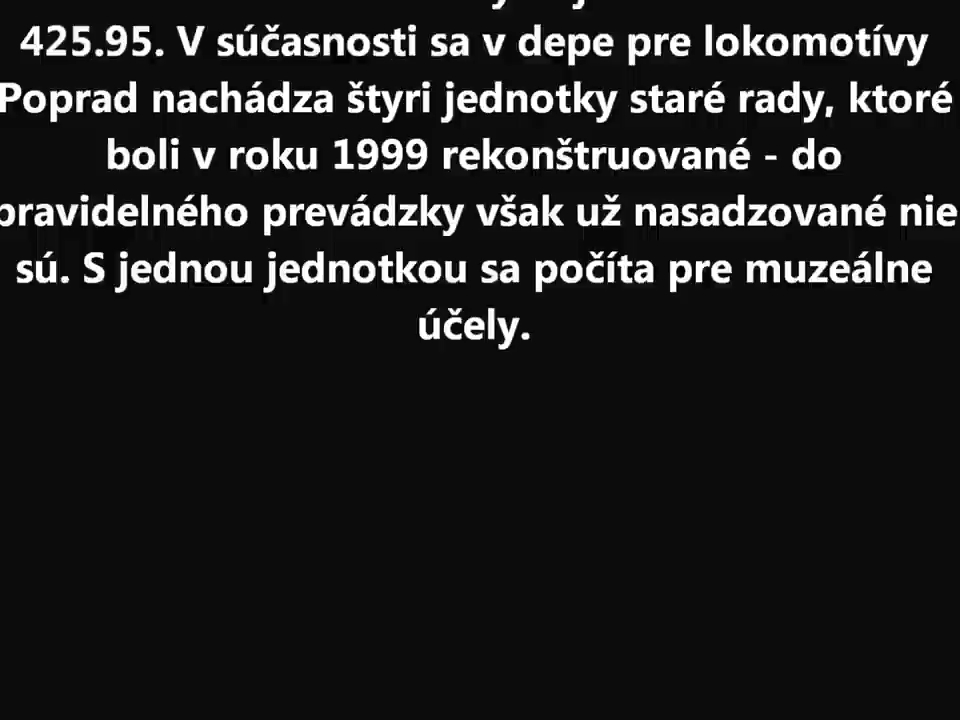 425.95. V súčasnosti sa v depe pre lokomotívy
Poprad nachádza štyri jednotky staré rady, ktoré
boli v roku 1999 rekonštruované - do
pravidelného prevádzky však už nasadzované nie
sú. S jednou jednotkou sa počíta pre muzeálne
účely.